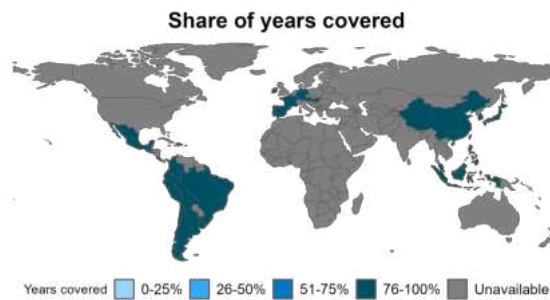 Share of years covered
Years covered 0-25% 26-50% 51-75% 76-100% Unavailable